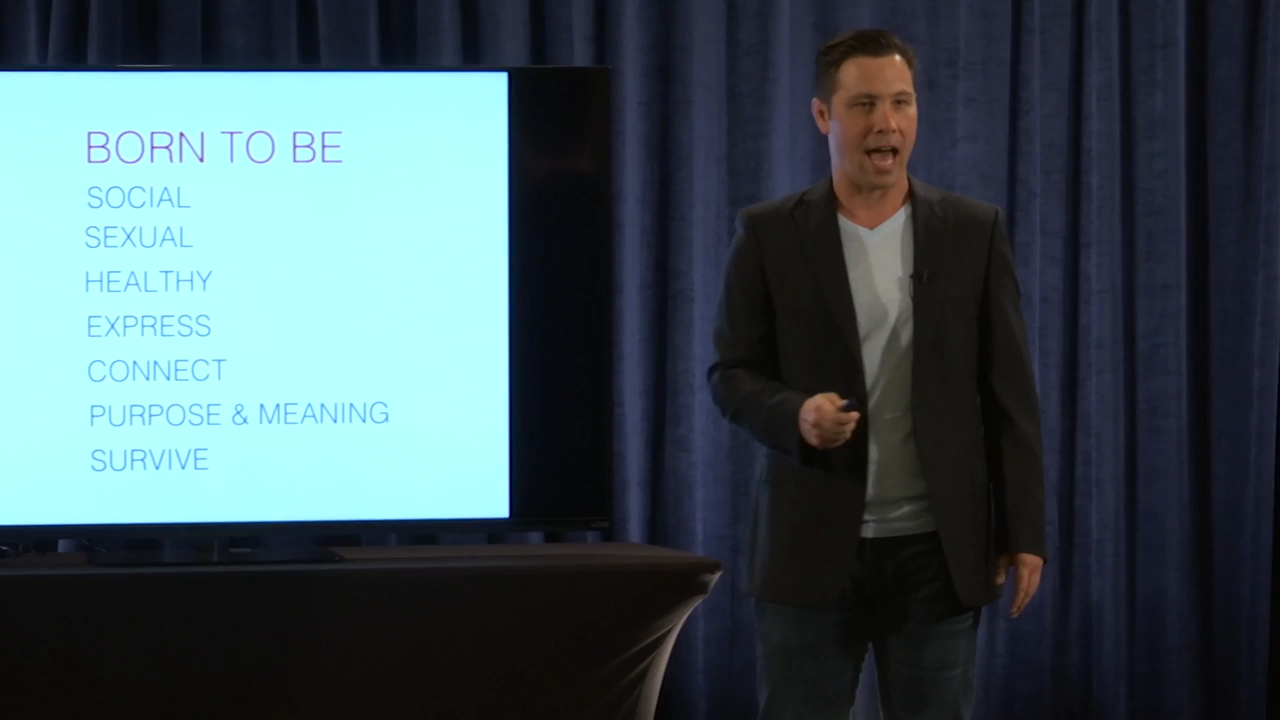 BORN TO BE
SOCIAL
SEXUAL
HEALTHY
EXPRESS
CONNECT
PURPOSE & MEANING
SURVIVE